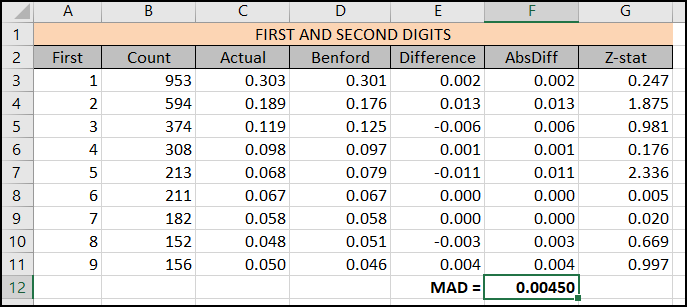 A B C D E F G
1 FIRST AND SECOND DIGITS
2 First Count Actual Benford Difference AbsDiff Z-stat
3 1 953 0.303 0.301 0.002 0.002 0.247
4 2 594 0.189 0.176 0.013 0.013 1.875
5 3 374 0.119 0.125 -0.006 0.006 0.981
6 4 308 0.098 0.097 0.001 0.001 0.176
7 5 213 0.068 0.079 -0.011 0.011 2.336
8 6 211 0.067 0.067 0.000 0.000 0.005
9 7 182 0.058 0.058 0.000 0.000 0.020
10 8 152 0.048 0.051 -0.003 0.003 0.669
11 9 156 0.050 0.046 0.004 0.004 0.997
12 MAD = 0.00450